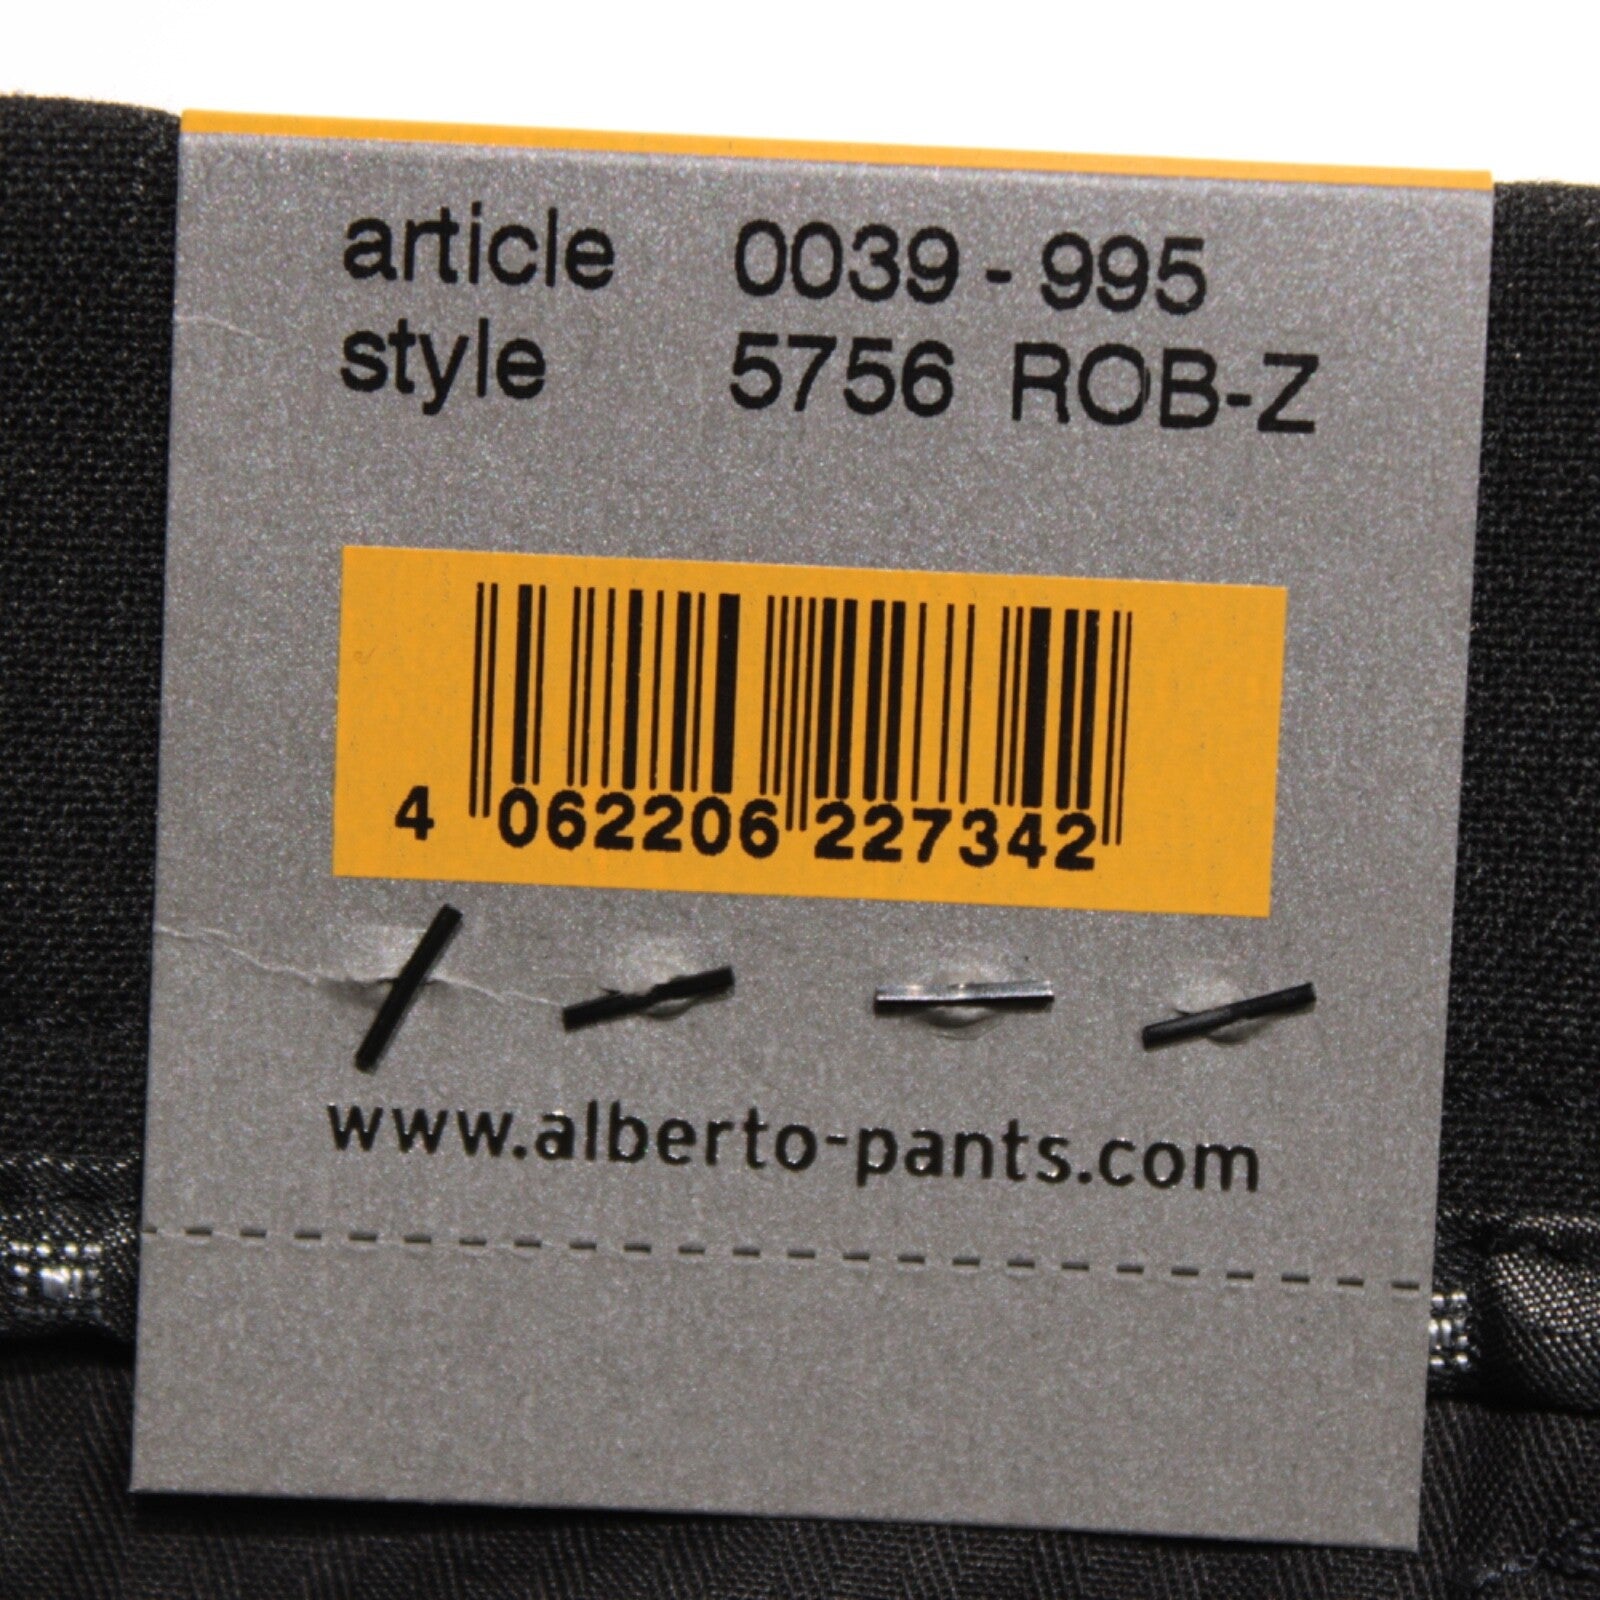 article 0039 - 995
style 5756 ROB-Z
4 062206 227342
www.alberto-pants.com